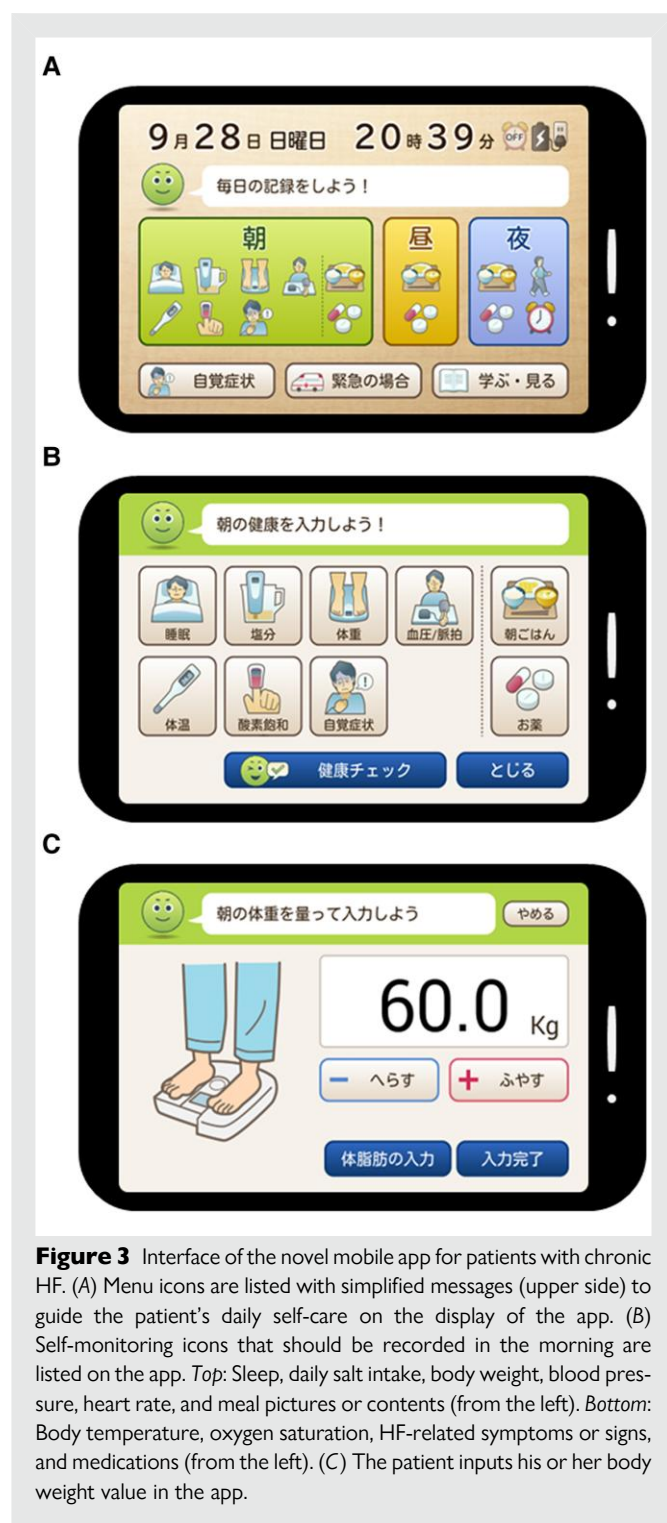 A
9月28日 日曜日 20時39分 OFF
毎日の記録をしよう！
朝 昼 夜
自覚症状 緊急の場合 学ぶ・見る
B
朝の健康を入力しよう！
睡眠 塩分 体重 血圧/脈拍 朝ごはん
体温 酸素飽和 自覚症状 お薬
健康チェック とじる
C
朝の体重を量って入力しよう やめる
60.0 Kg
− へらす + ふやす
体脂肪の入力 入力完了
Figure 3 Interface of the novel mobile app for patients with chronic
HF. (A) Menu icons are listed with simplified messages (upper side) to
guide the patient's daily self-care on the display of the app. (B)
Self-monitoring icons that should be recorded in the morning are
listed on the app. Top: Sleep, daily salt intake, body weight, blood pres-
sure, heart rate, and meal pictures or contents (from the left). Bottom:
Body temperature, oxygen saturation, HF-related symptoms or signs,
and medications (from the left). (C) The patient inputs his or her body
weight value in the app.